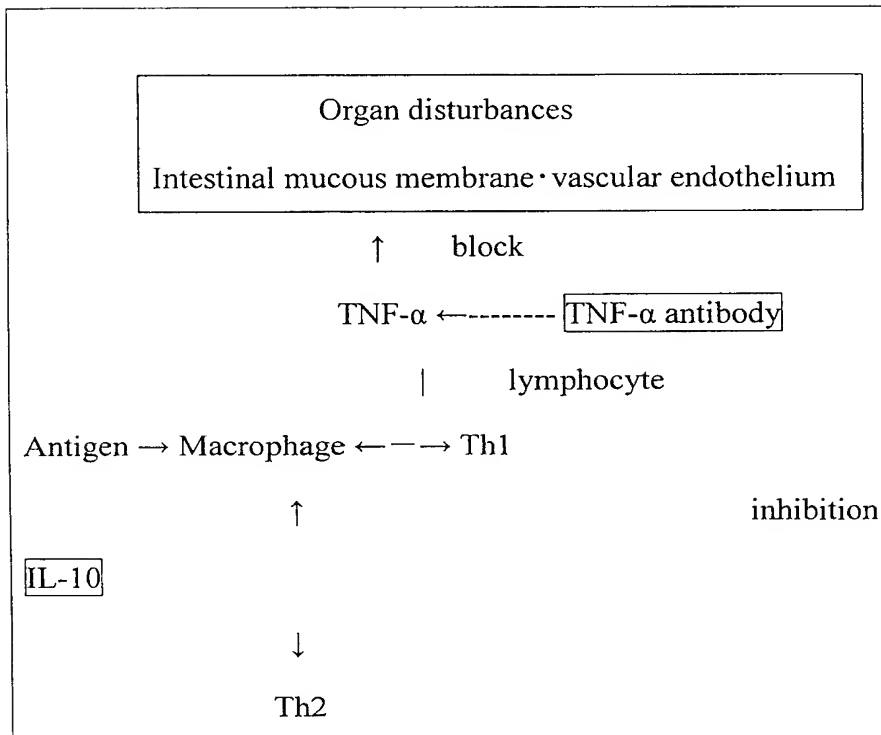 Organ disturbances
Intestinal mucous membrane・vascular endothelium
↑ block
TNF-α ←-------- TNF-α antibody
| lymphocyte
Antigen → Macrophage ← — → Th1
↑ inhibition
IL-10
↓
Th2